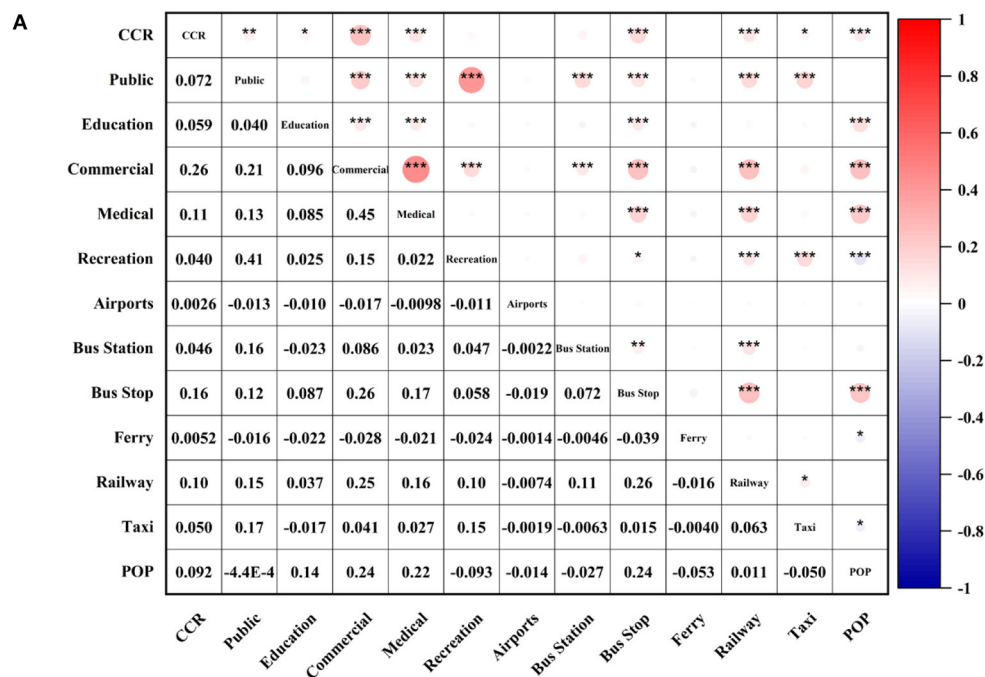 A
CCR CCR ** * *** *** *** *** * ***
Public 0.072 Public *** *** *** *** *** *** ***
Education 0.059 0.040 Education *** *** *** ***
Commercial 0.26 0.21 0.096 Commercial *** *** *** *** *** ***
Medical 0.11 0.13 0.085 0.45 Medical *** *** ***
Recreation 0.040 0.41 0.025 0.15 0.022 Recreation * *** *** ***
Airports 0.0026 -0.013 -0.010 -0.017 -0.0098 -0.011 Airports
Bus Station 0.046 0.16 -0.023 0.086 0.023 0.047 -0.0022 Bus Station ** ***
Bus Stop 0.16 0.12 0.087 0.26 0.17 0.058 -0.019 0.072 Bus Stop *** ***
Ferry 0.0052 -0.016 -0.022 -0.028 -0.021 -0.024 -0.0014 -0.0046 -0.039 Ferry *
Railway 0.10 0.15 0.037 0.25 0.16 0.10 -0.0074 0.11 0.26 -0.016 Railway *
Taxi 0.050 0.17 -0.017 0.041 0.027 0.15 -0.0019 -0.0063 0.015 -0.0040 0.063 Taxi *
POP 0.092 -4.4E-4 0.14 0.24 0.22 -0.093 -0.014 -0.027 0.24 -0.053 0.011 -0.050 POP
CCR Public Education Commercial Medical Recreation Airports Bus Station Bus Stop Ferry Railway Taxi POP
1
0.8
0.6
0.4
0.2
0
-0.2
-0.4
-0.6
-0.8
-1